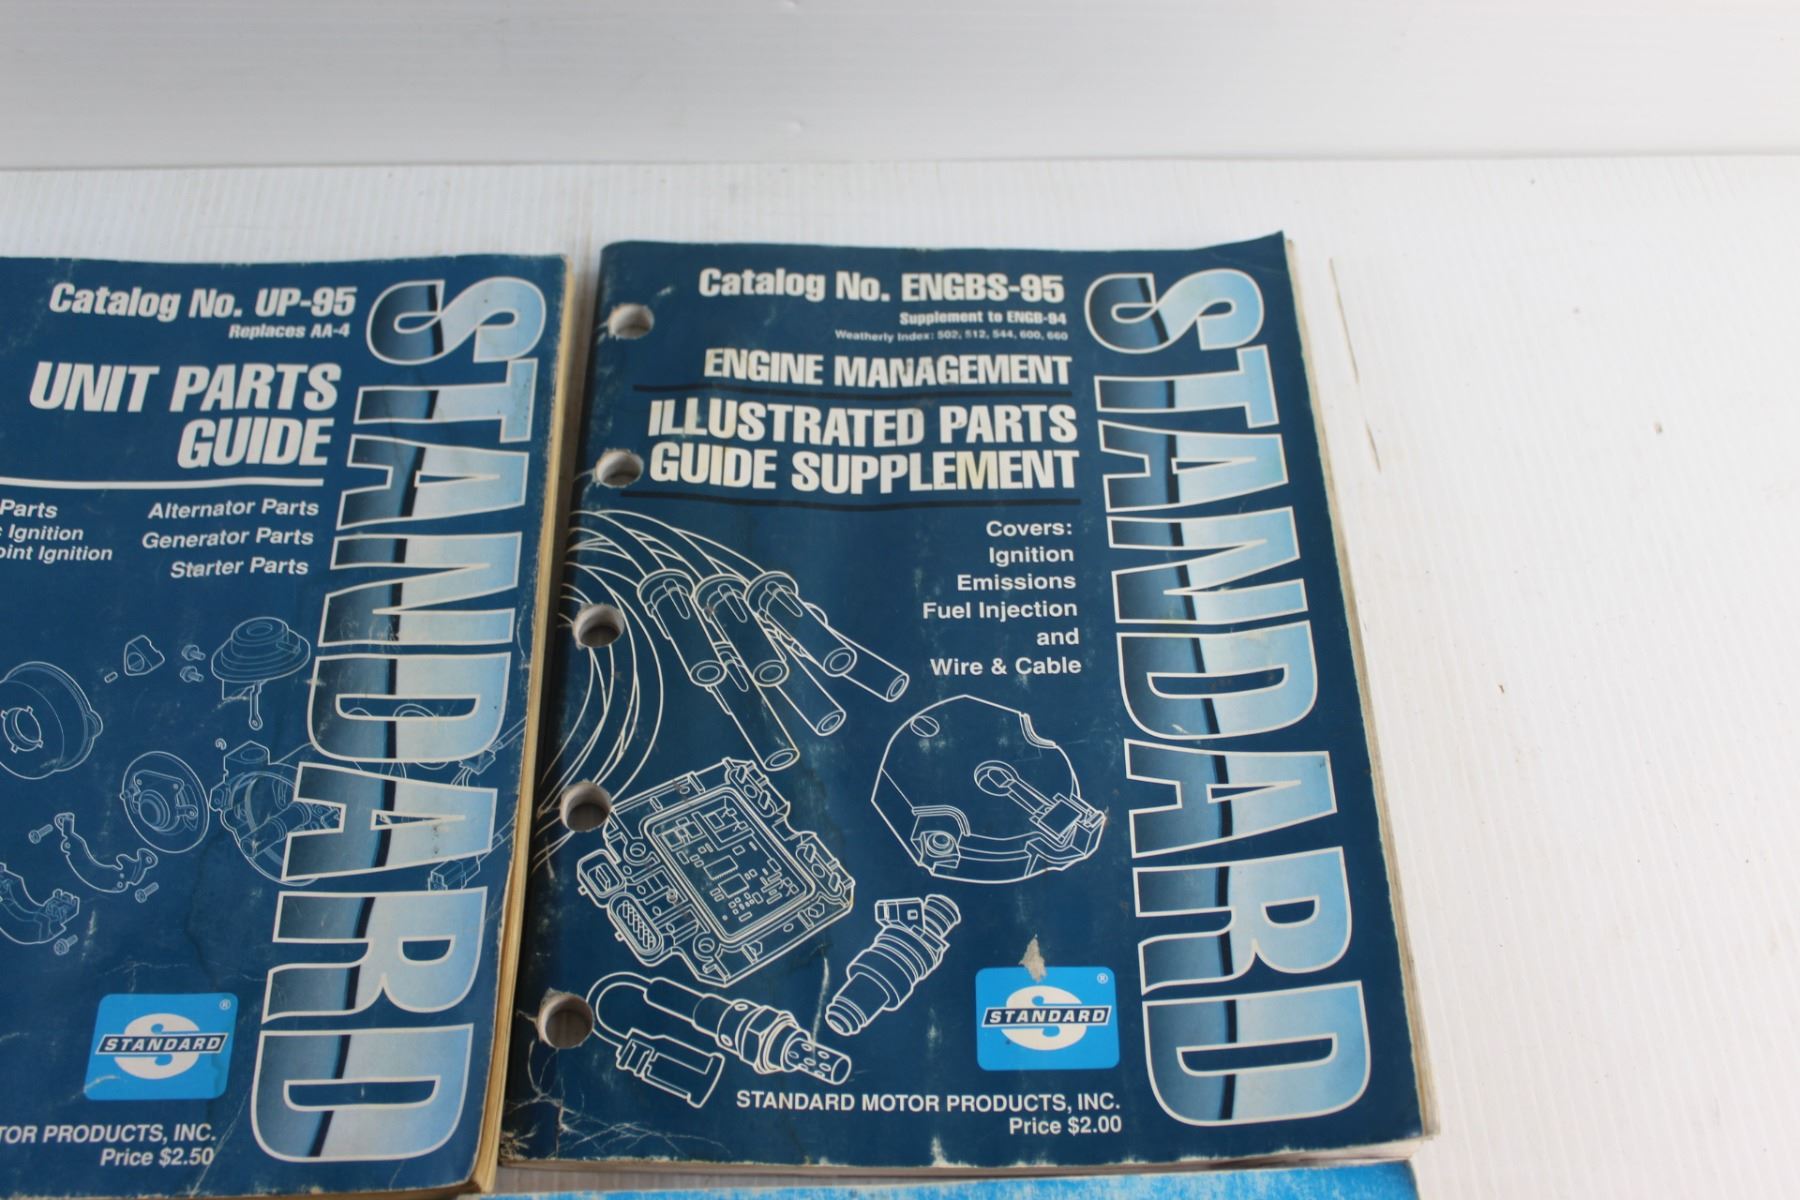 Catalog No. UP-95
Replaces AA-4
UNIT PARTS
GUIDE
Parts
Ignition
oint Ignition
Alternator Parts
Generator Parts
Starter Parts
STANDARD
STANDARD®
TOR PRODUCTS, INC.
Price $2.50
Catalog No. ENGBS-95
Supplement to ENGB-94
Weatherly Index: 502, 512, 544, 600, 660
ENGINE MANAGEMENT
ILLUSTRATED PARTS
GUIDE SUPPLEMENT
Covers:
Ignition
Emissions
Fuel Injection
and
Wire & Cable
STANDARD
S
STANDARD®
STANDARD MOTOR PRODUCTS, INC.
Price $2.00